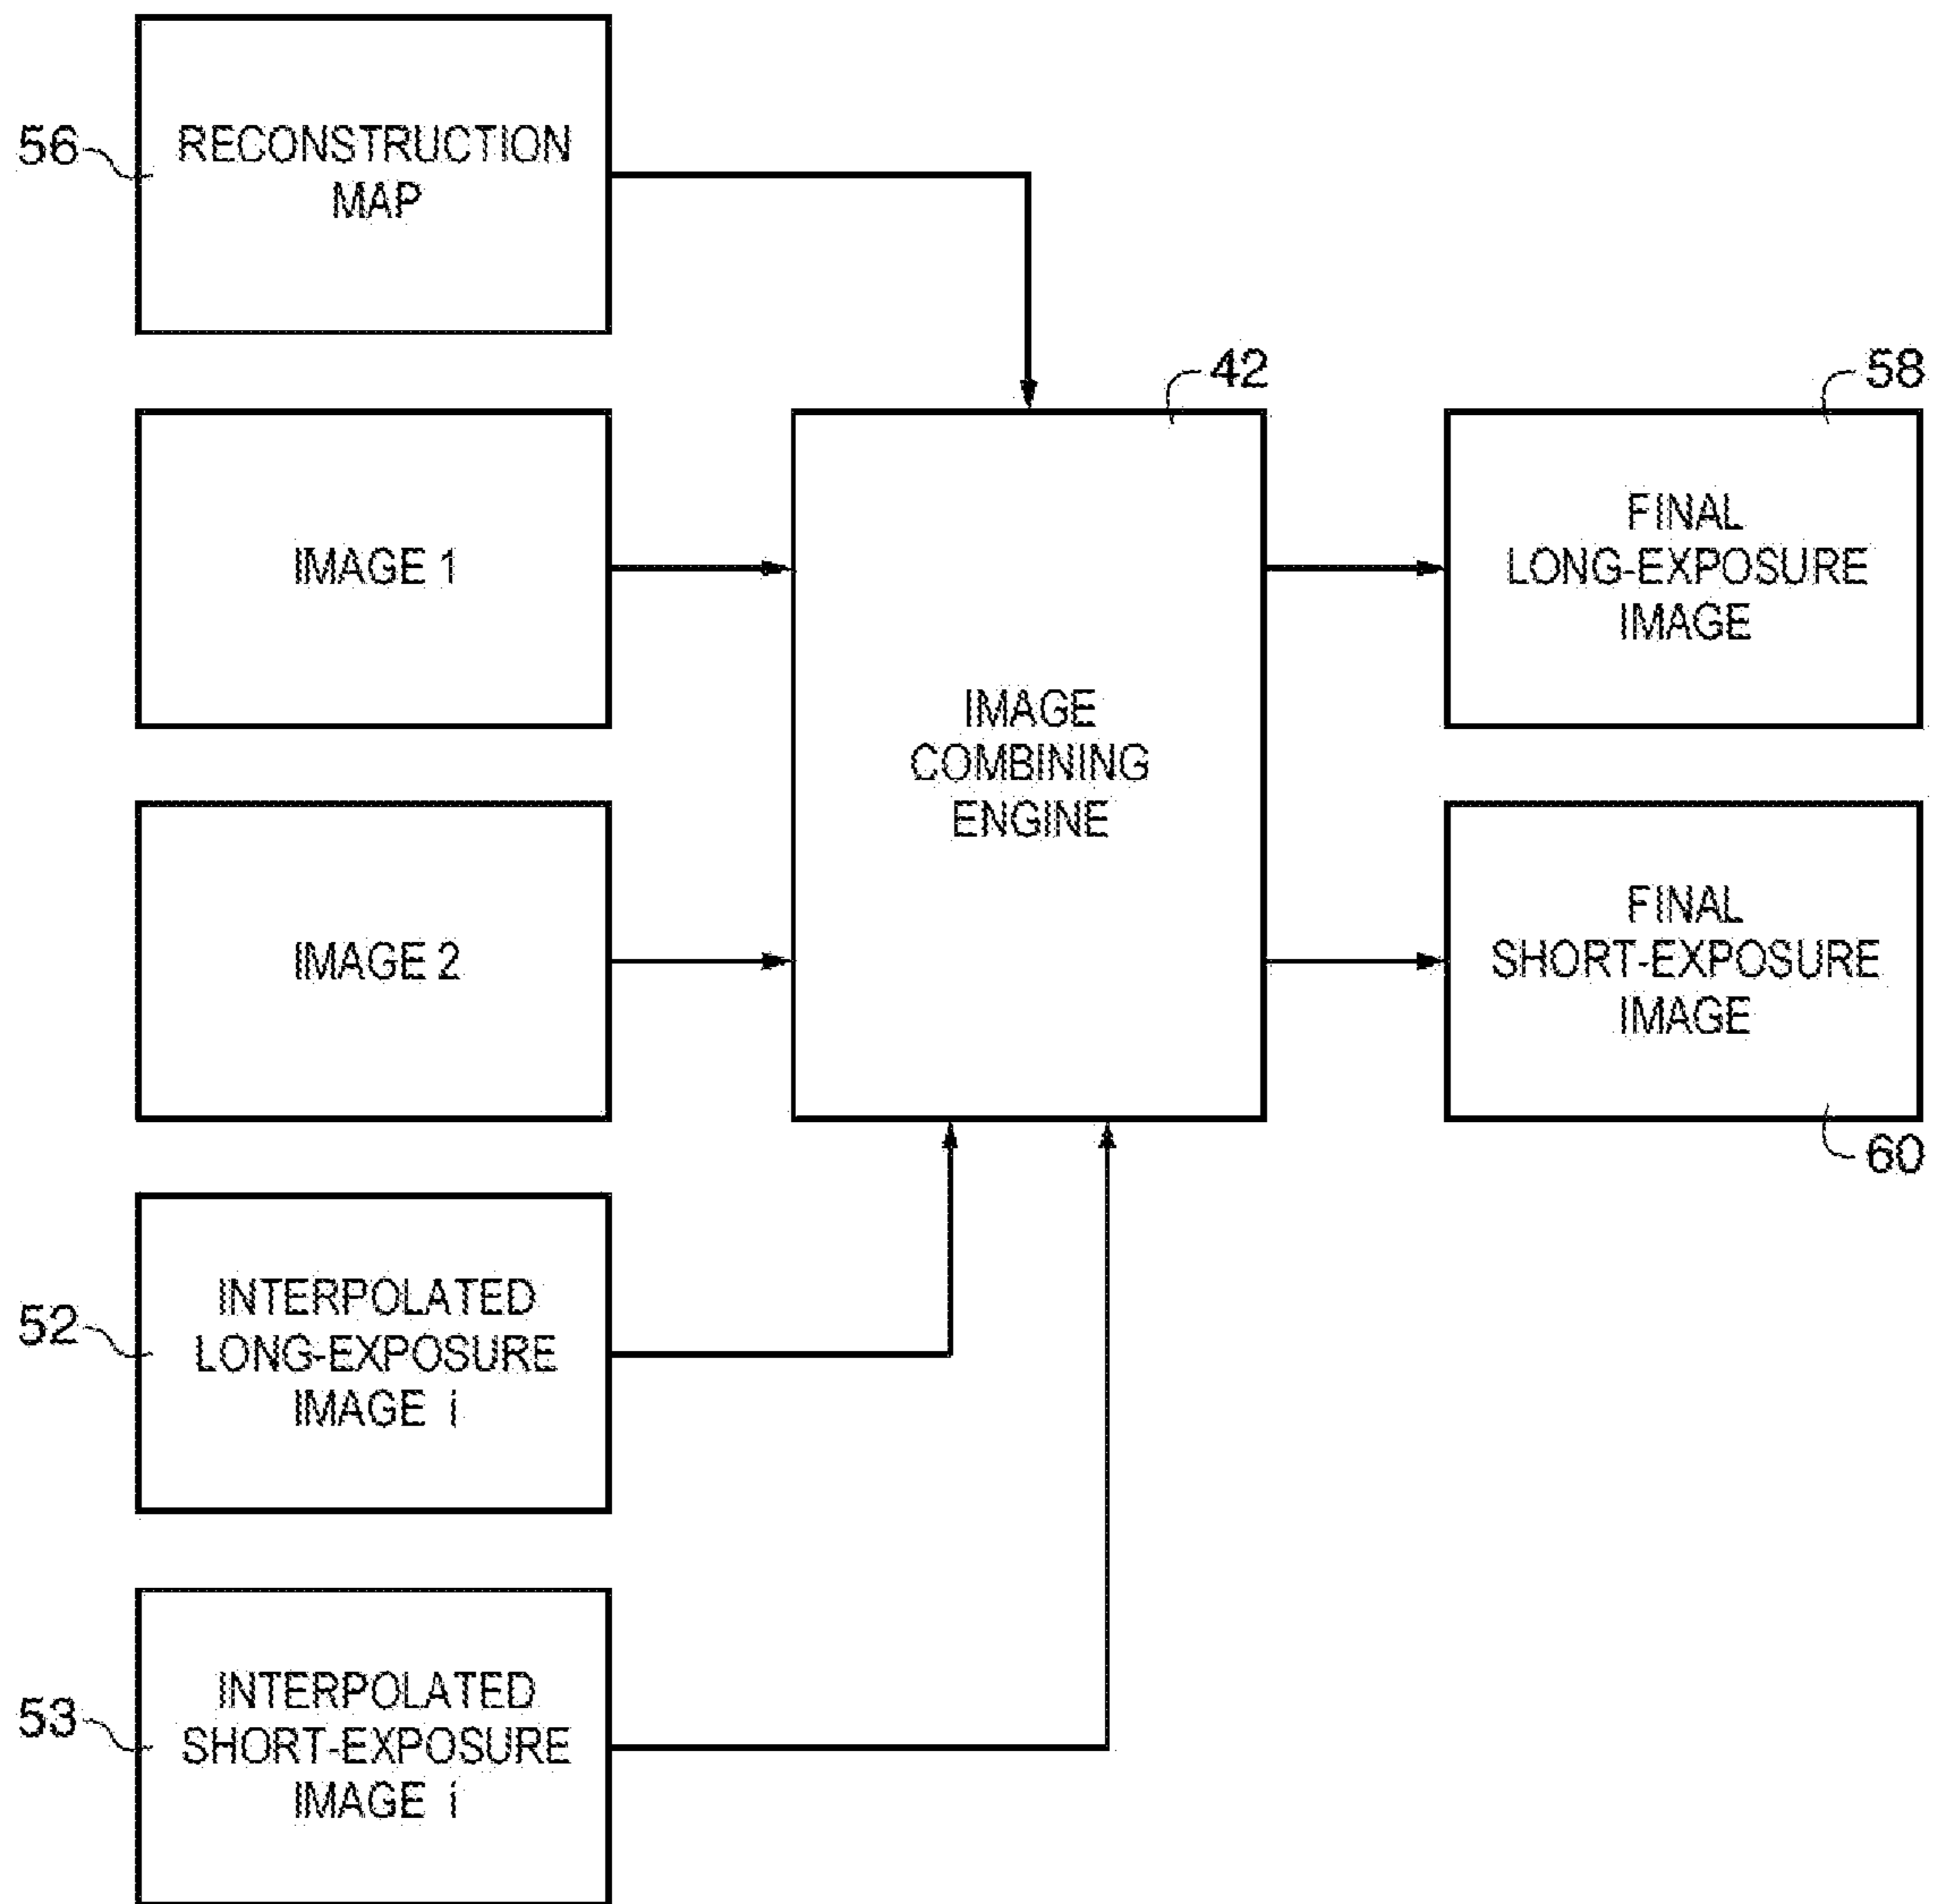 56
RECONSTRUCTION
MAP
IMAGE 1
IMAGE 2
52
INTERPOLATED
LONG-EXPOSURE
IMAGE i
53
INTERPOLATED
SHORT-EXPOSURE
IMAGE i
42
IMAGE
COMBINING
ENGINE
58
FINAL
LONG-EXPOSURE
IMAGE
FINAL
SHORT-EXPOSURE
IMAGE
60